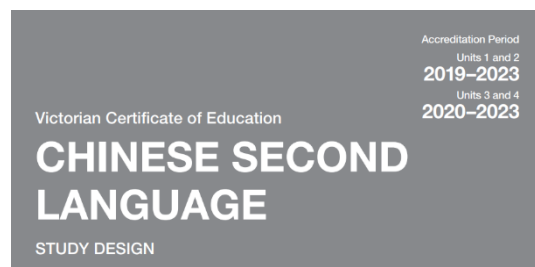 Accreditation Period
Units 1 and 2
2019–2023
Units 3 and 4
2020–2023
Victorian Certificate of Education
CHINESE SECOND
LANGUAGE
STUDY DESIGN